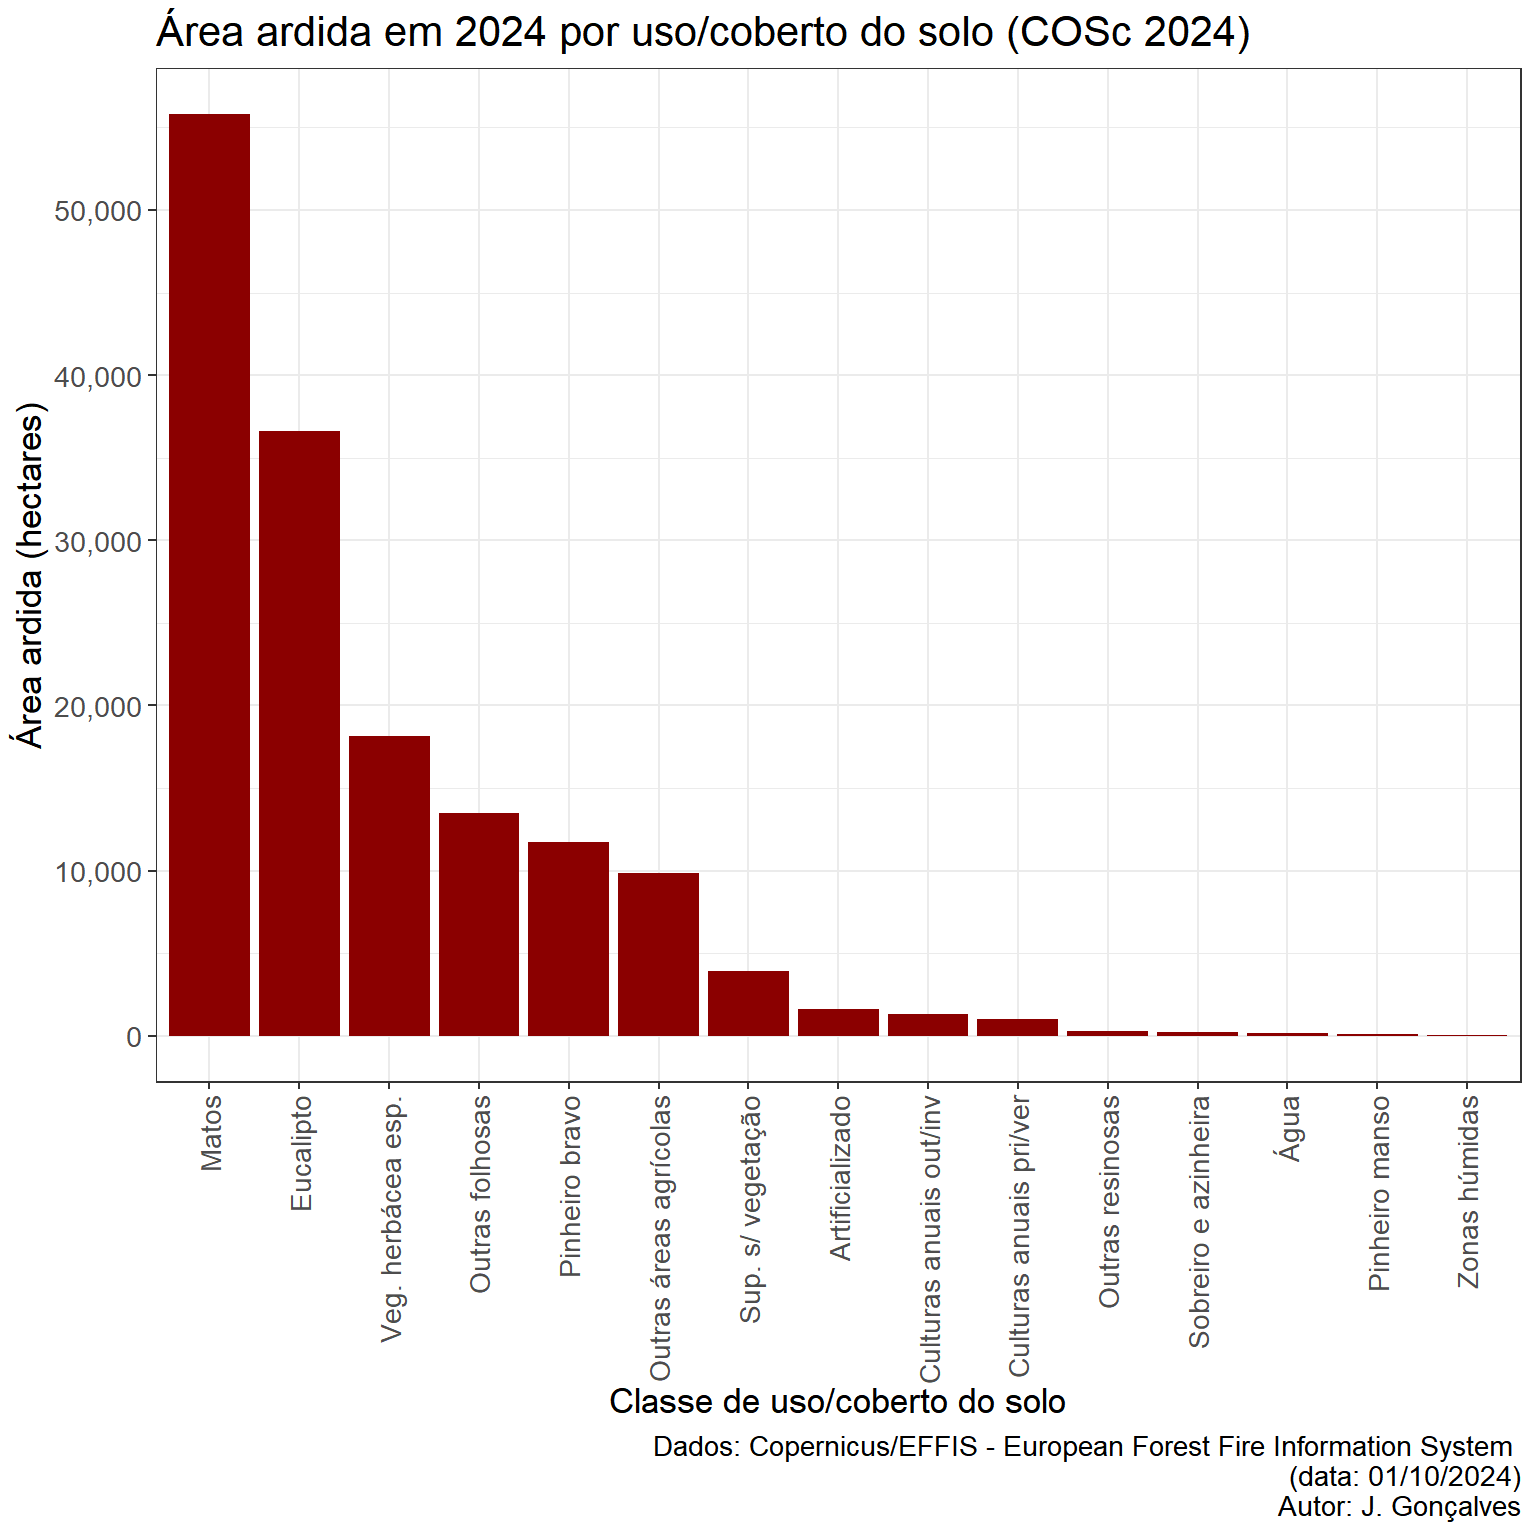 Área ardida em 2024 por uso/coberto do solo (COSc 2024)
Área ardida (hectares)
50,000
40,000
30,000
20,000
10,000
0
Matos
Eucalipto
Veg. herbácea esp.
Outras folhosas
Pinheiro bravo
Outras áreas agrícolas
Sup. s/ vegetação
Artificializado
Culturas anuais out/inv
Culturas anuais pri/ver
Outras resinosas
Sobreiro e azinheira
Água
Pinheiro manso
Zonas húmidas
Classe de uso/coberto do solo
Dados: Copernicus/EFFIS - European Forest Fire Information System
(data: 01/10/2024)
Autor: J. Gonçalves